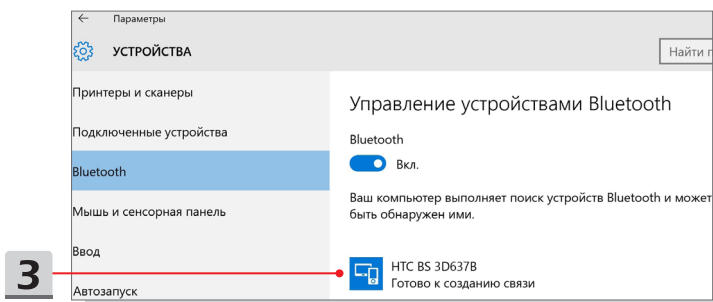 ← Параметры
УСТРОЙСТВА
Найти
Принтеры и сканеры
Подключенные устройства
Bluetooth
Мышь и сенсорная панель
Ввод
Автозапуск
Управление устройствами Bluetooth
Bluetooth
Вкл.
Ваш компьютер выполняет поиск устройств Bluetooth и может
быть обнаружен ими.
HTC BS 3D637B
Готово к созданию связи
3